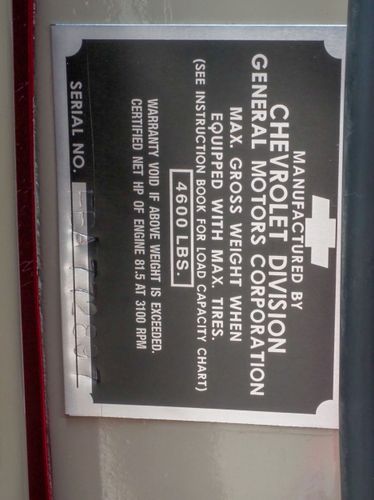 MANUFACTURED BY
CHEVROLET DIVISION
GENERAL MOTORS CORPORATION
MAX. GROSS WEIGHT WHEN
EQUIPPED WITH MAX. TIRES.
(SEE INSTRUCTION BOOK FOR LOAD CAPACITY CHART)
4600 LBS.
WARRANTY VOID IF ABOVE WEIGHT IS EXCEEDED.
CERTIFIED NET HP OF ENGINE 81.5 AT 3100 RPM
SERIAL NO.